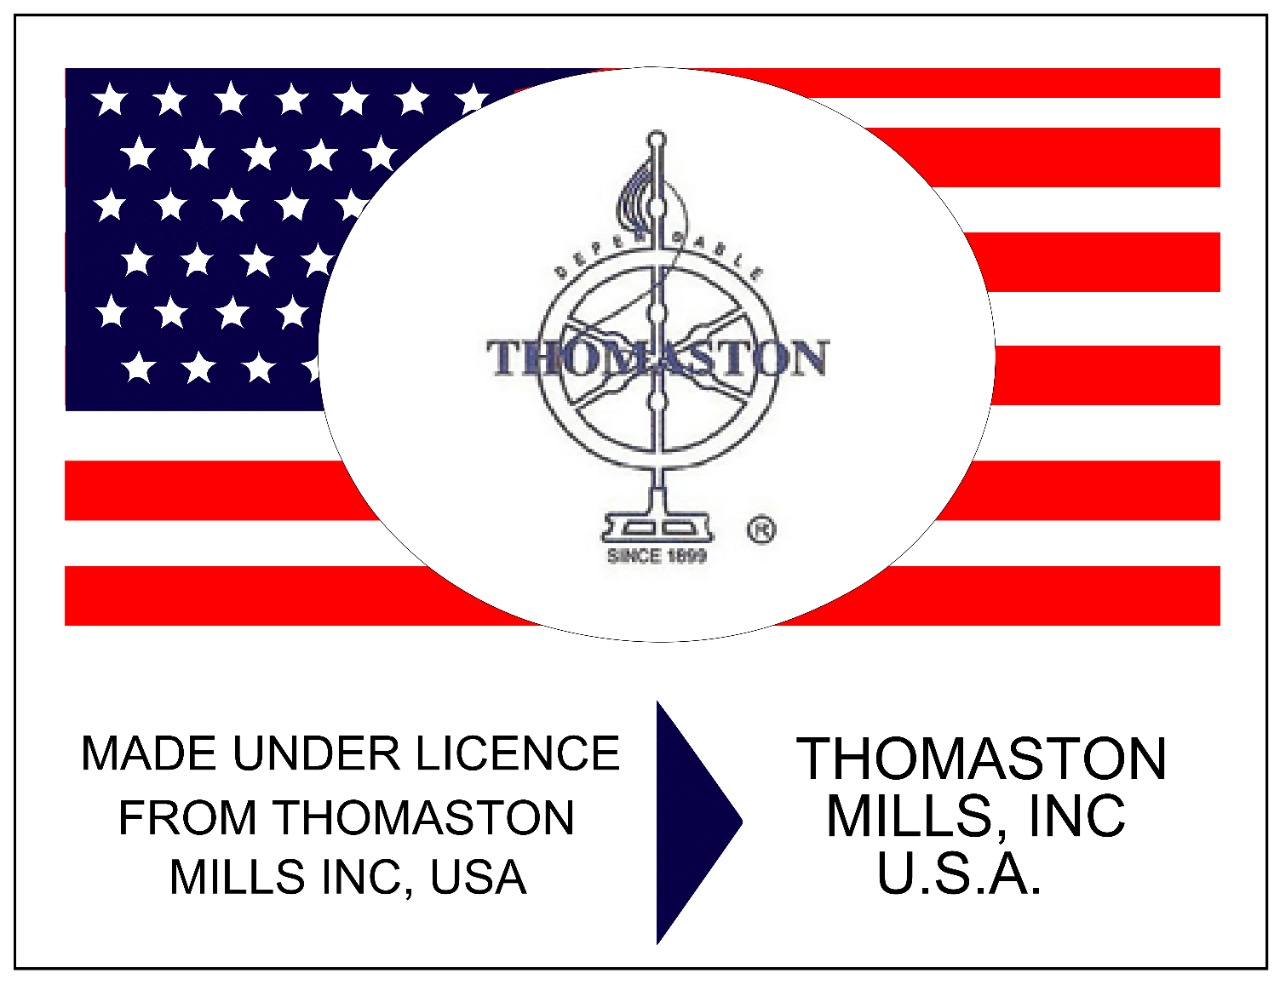 DEPENDABLE
THOMASTON
®
SINCE 1899
MADE UNDER LICENCE
FROM THOMASTON
MILLS INC, USA
THOMASTON
MILLS, INC
U.S.A.